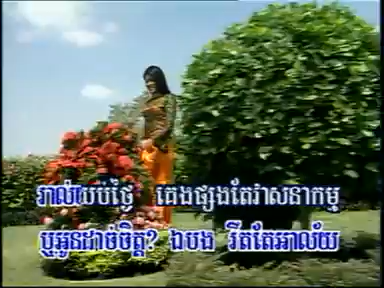 រាល់យប់ថ្ងៃ គេងផ្សងតែវាសនាកម្ម
ឬអូនដាច់ចិត្ត? ឯបង រឹតតែអាល័យ